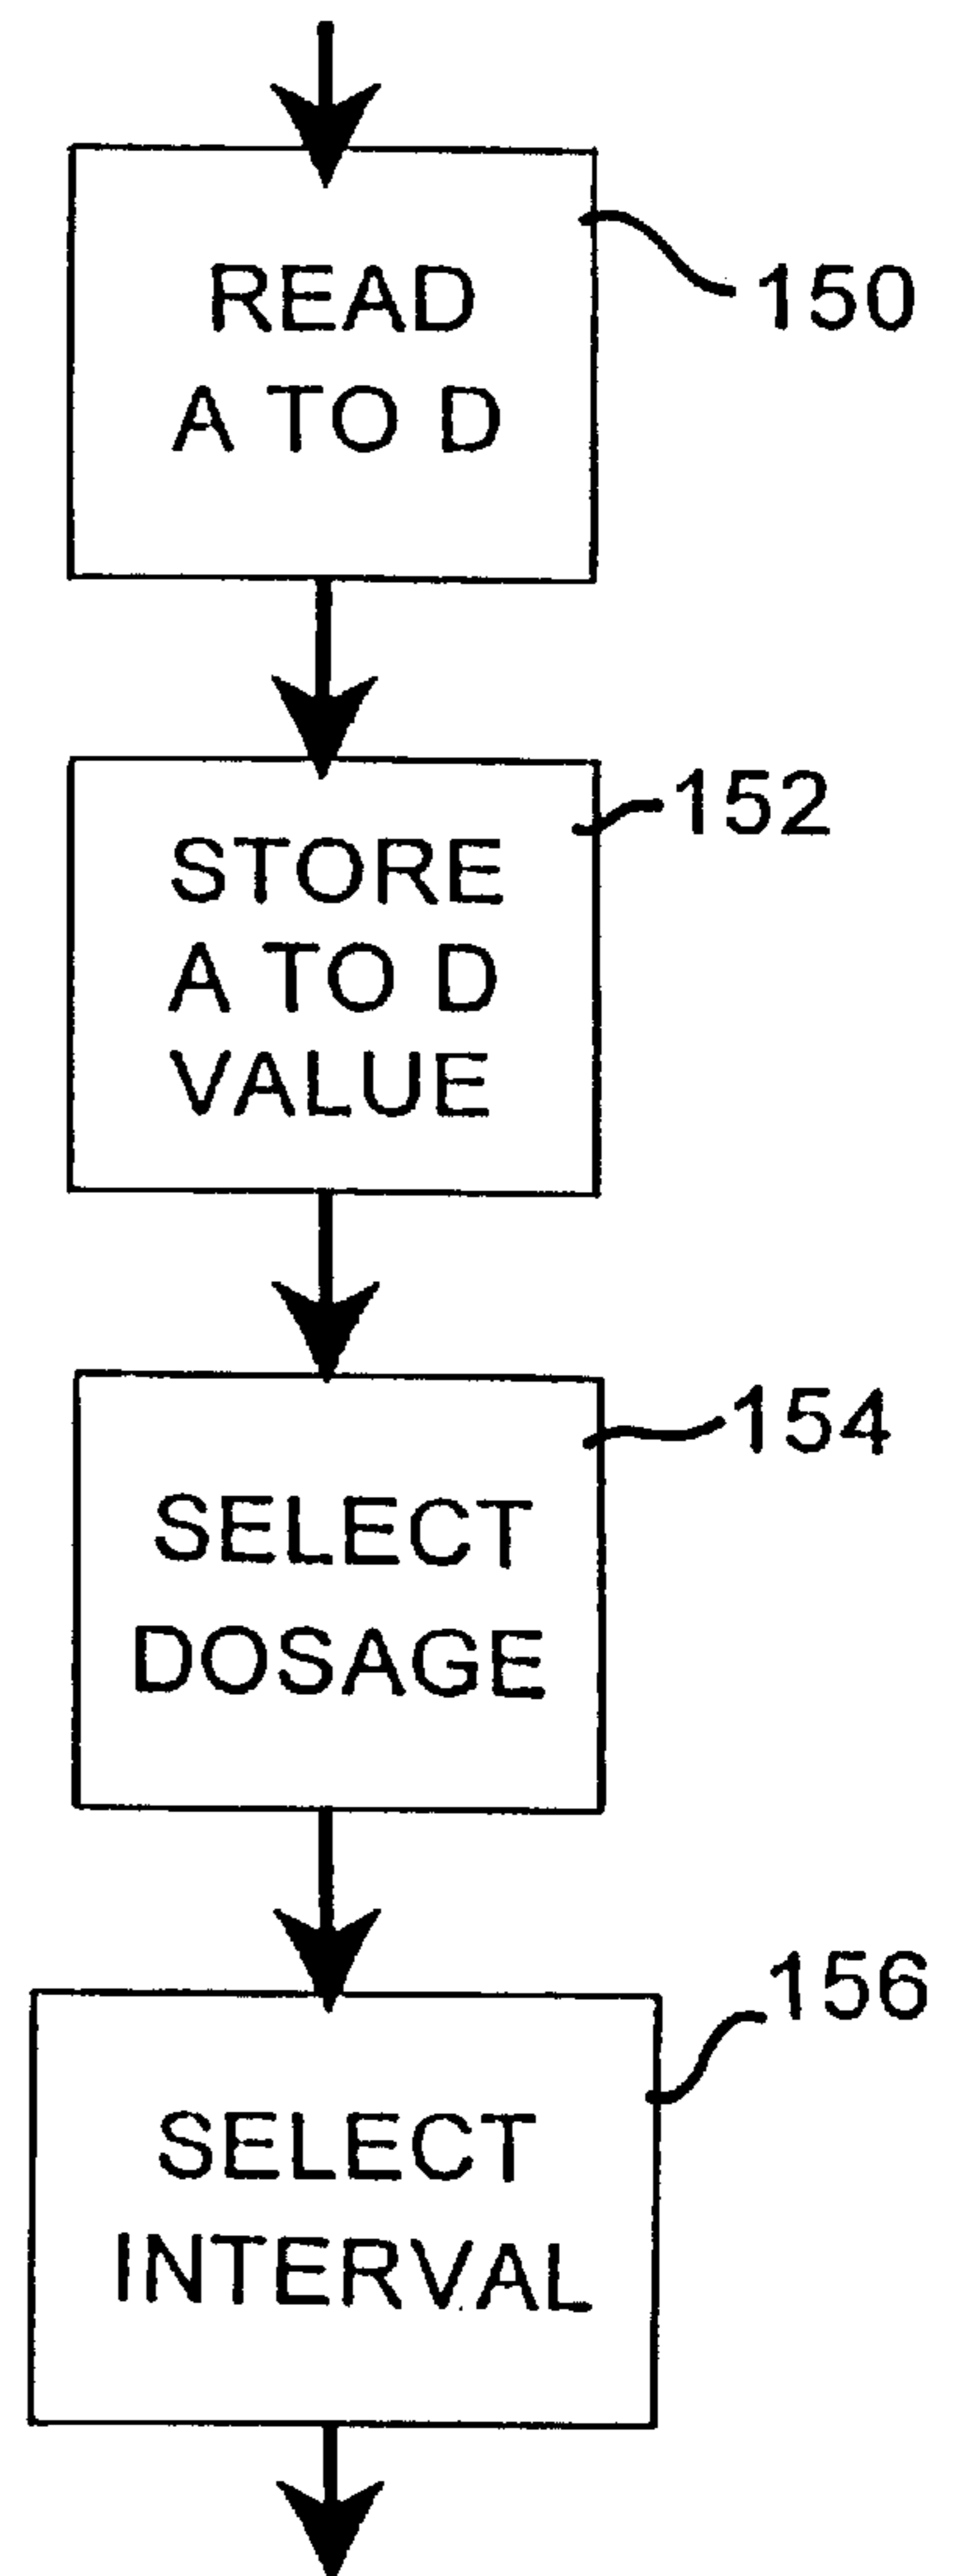 READ
A TO D
150
152
STORE
A TO D
VALUE
154
SELECT
DOSAGE
156
SELECT
INTERVAL